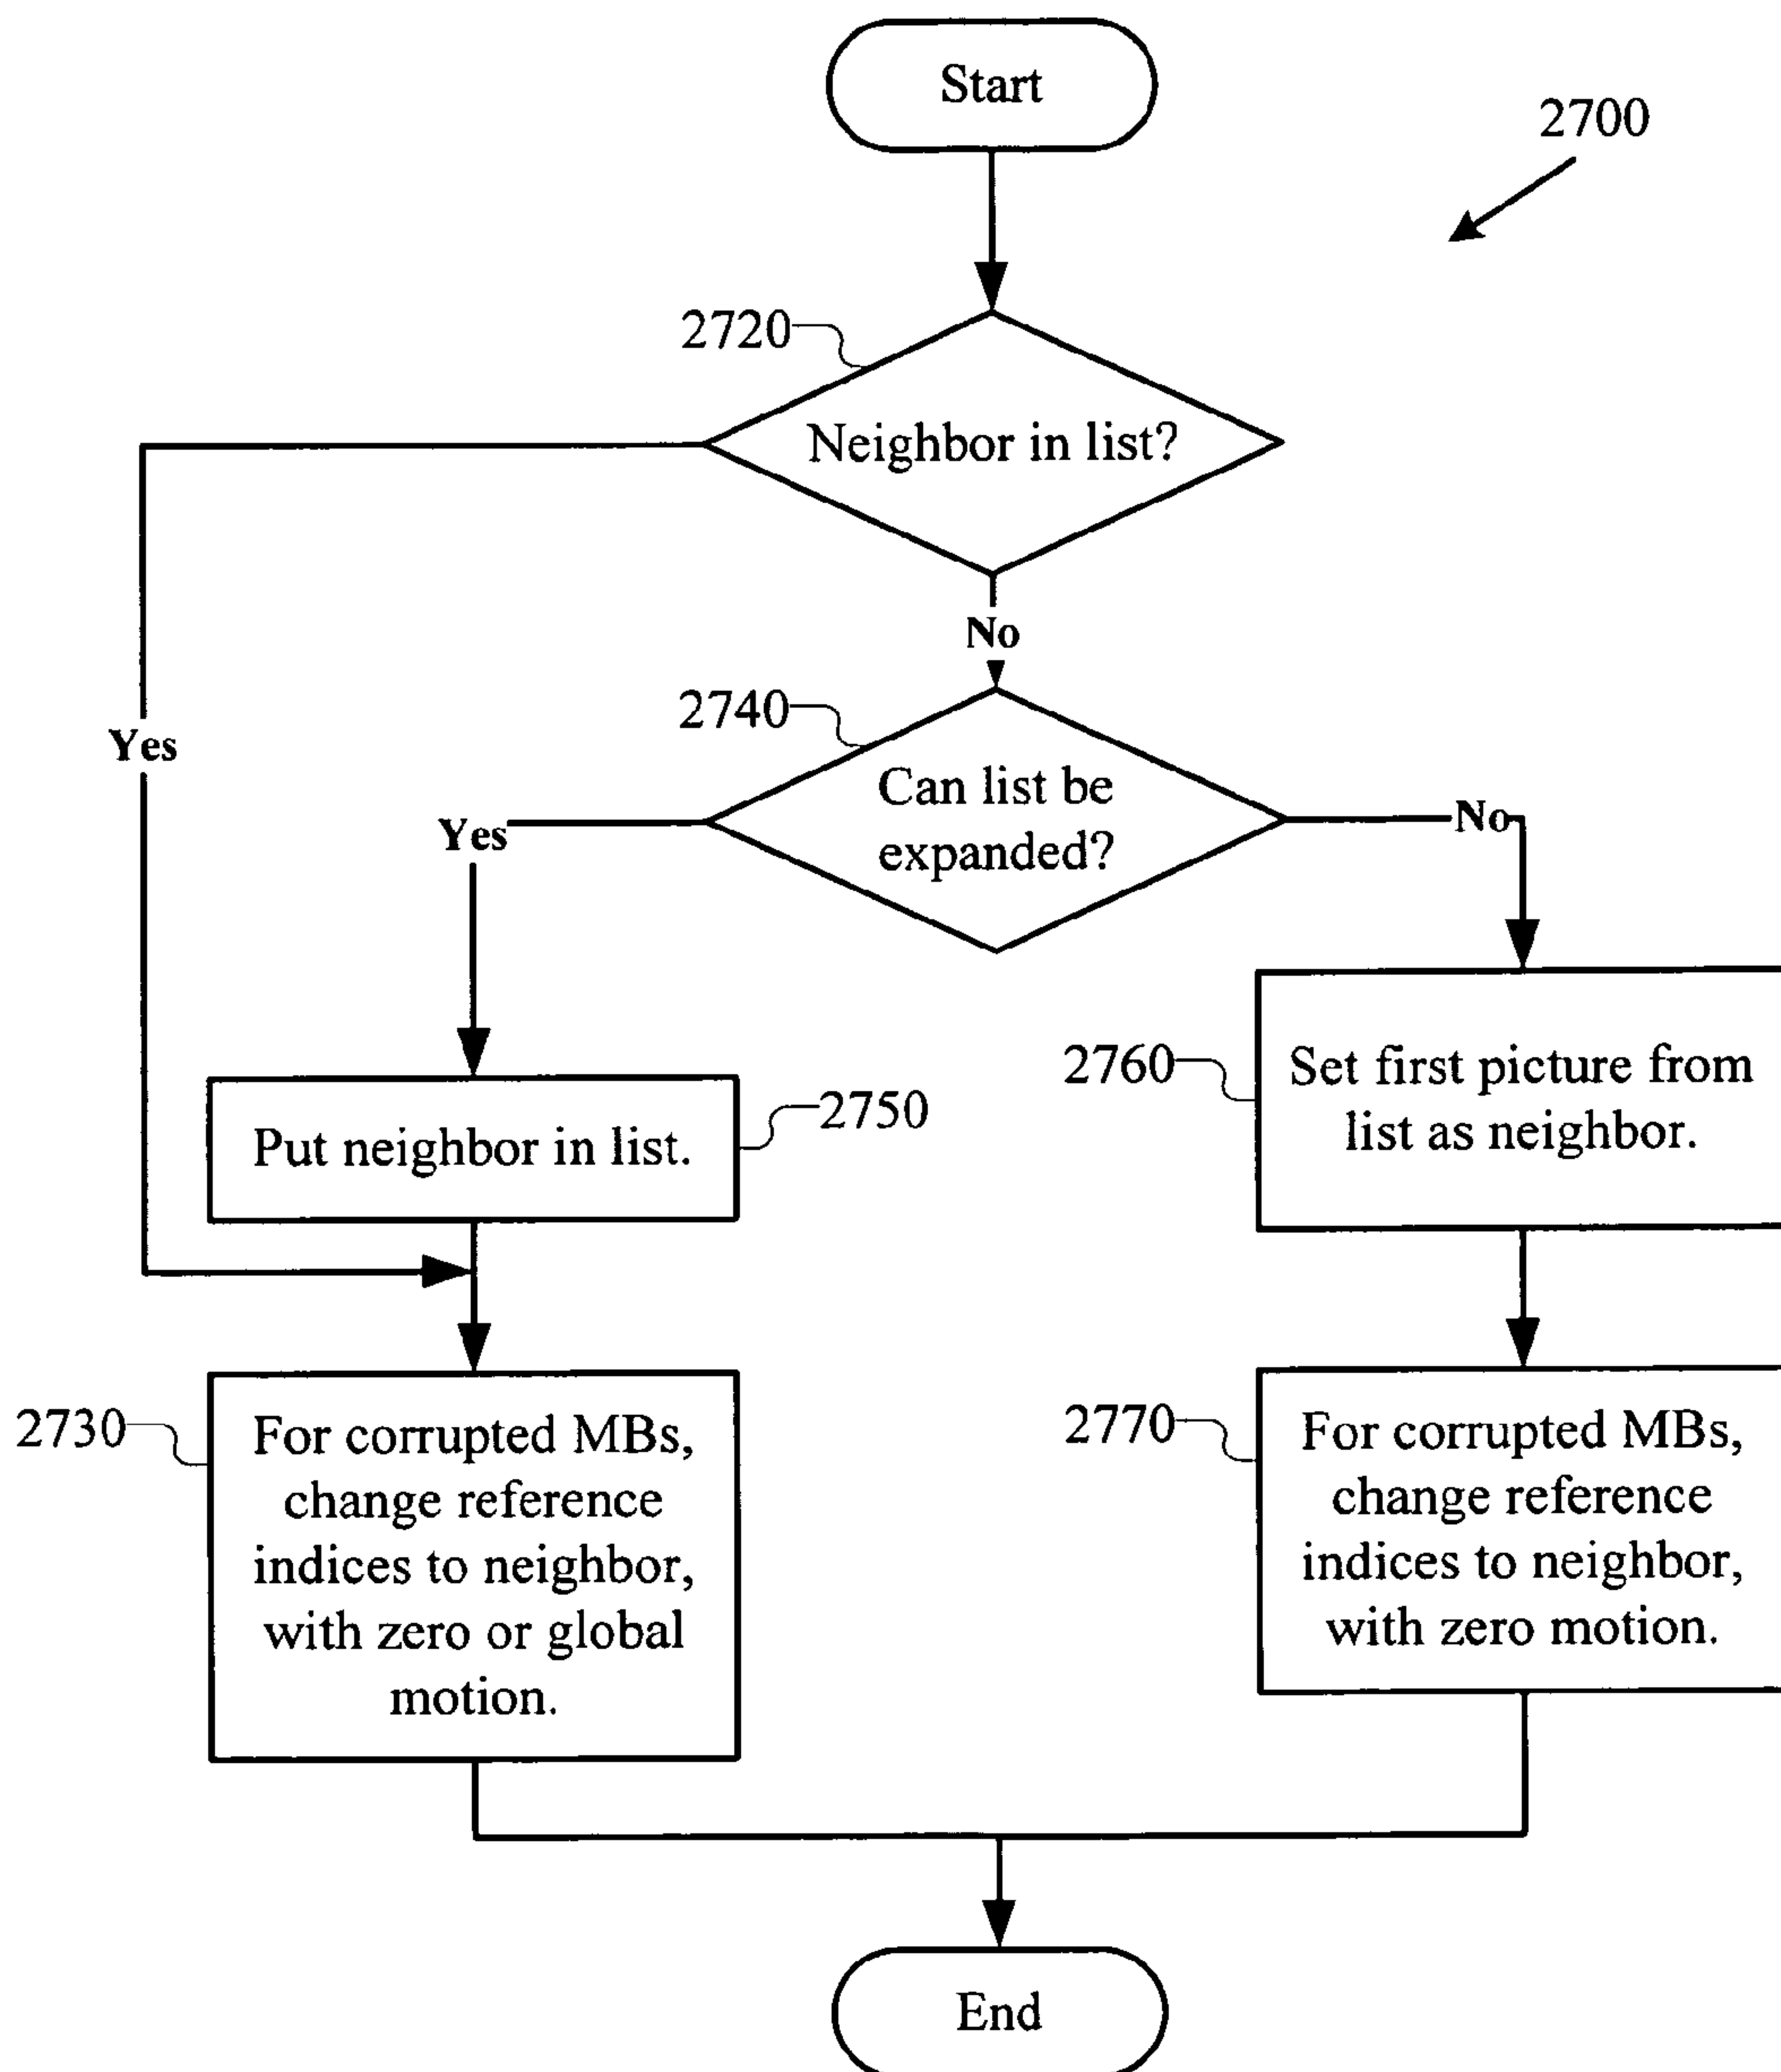 Start
2700
2720
Neighbor in list?
No
2740
Yes
Can list be
expanded?
Yes
No
2760
Set first picture from
list as neighbor.
2750
Put neighbor in list.
2730
For corrupted MBs,
change reference
indices to neighbor,
with zero or global
motion.
2770
For corrupted MBs,
change reference
indices to neighbor,
with zero motion.
End